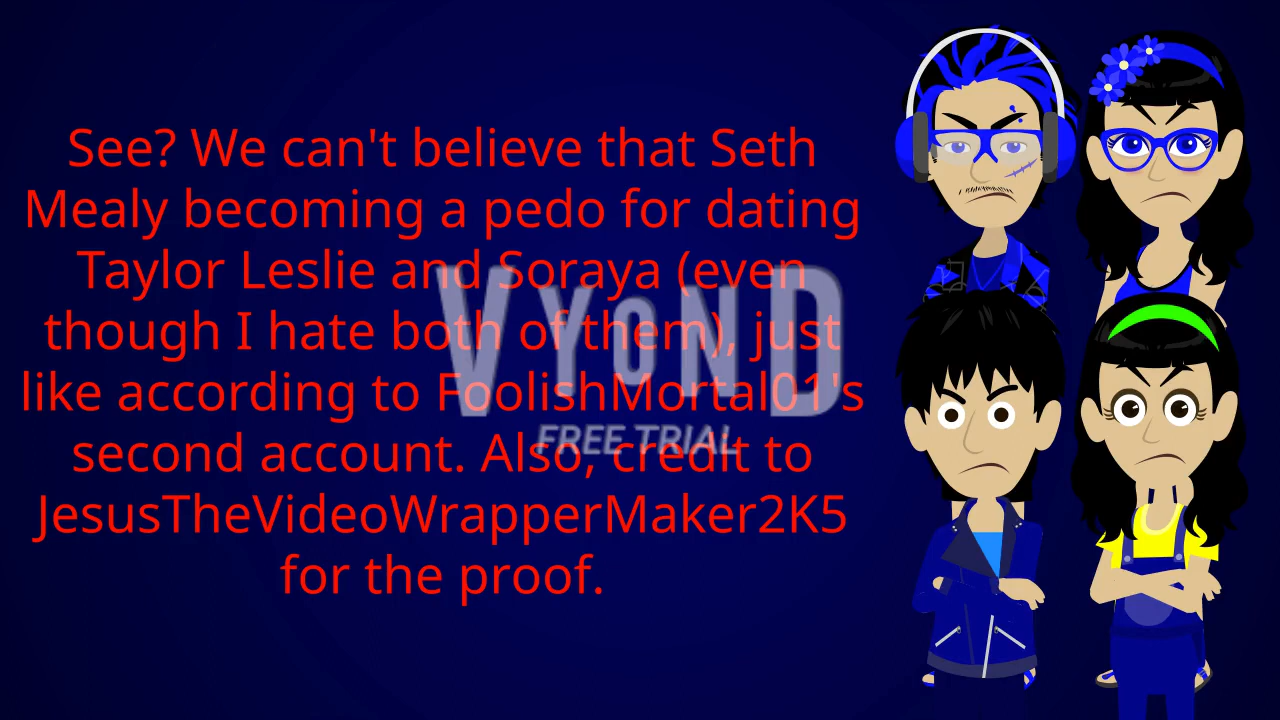 See? We can't believe that Seth
Mealy becoming a pedo for dating
Taylor Leslie and Soraya (even
though I hate both of them), just
like according to FoolishMortal01's
second account. Also, credit to
JesusTheVideoWrapperMaker2K5
for the proof.
VYOND
FREE TRIAL